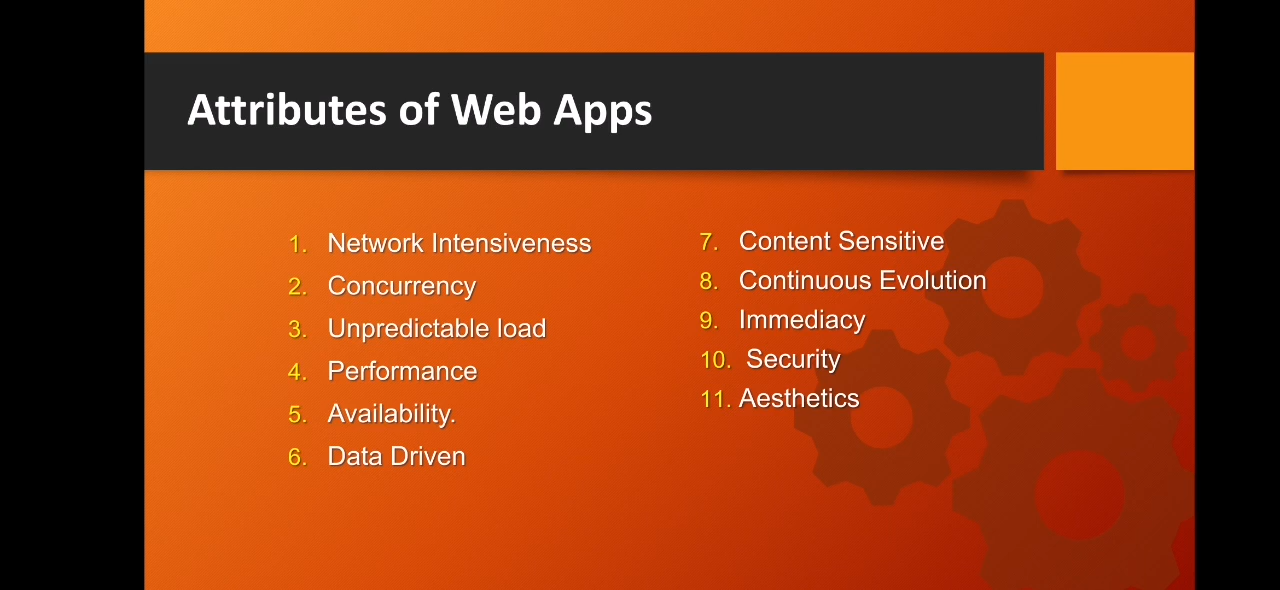 Attributes of Web Apps
1. Network Intensiveness
2. Concurrency
3. Unpredictable load
4. Performance
5. Availability.
6. Data Driven
7. Content Sensitive
8. Continuous Evolution
9. Immediacy
10. Security
11. Aesthetics